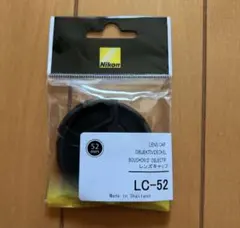 Nikon
52
mm
LENS CAP
OBJEKTIVDECKEL
BOUCHON D'OBJECTIF
レンズキャップ
LC-52
Made in Thailand